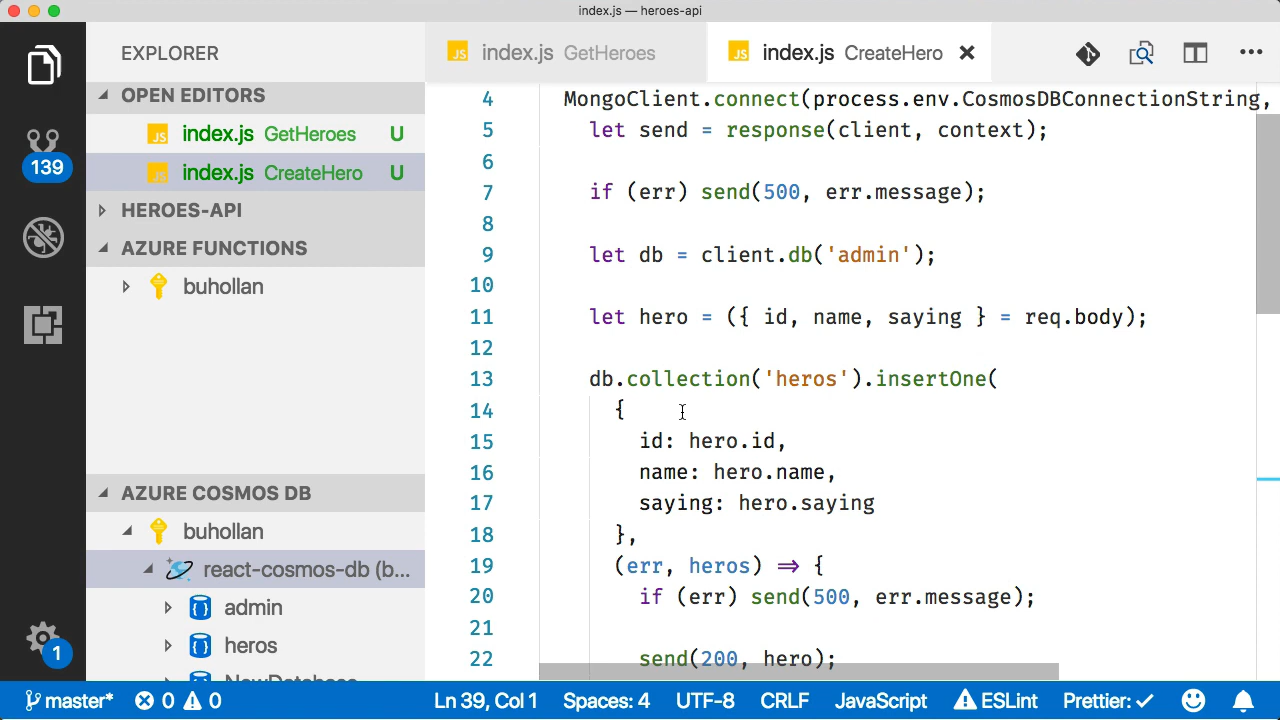 index.js — heroes-api
EXPLORER
OPEN EDITORS
index.js GetHeroes U
index.js CreateHero U
HEROES-API
AZURE FUNCTIONS
buhollan
AZURE COSMOS DB
buhollan
react-cosmos-db (b...
admin
heros
NewDatabase
139
1
index.js GetHeroes
index.js CreateHero
4 MongoClient.connect(process.env.CosmosDBConnectionString,
5 let send = response(client, context);
6
7 if (err) send(500, err.message);
8
9 let db = client.db('admin');
10
11 let hero = ({ id, name, saying } = req.body);
12
13 db.collection('heros').insertOne(
14 {
15 id: hero.id,
16 name: hero.name,
17 saying: hero.saying
18 },
19 (err, heros) => {
20 if (err) send(500, err.message);
21
22 send(200, hero);
master* 0 0 Ln 39, Col 1 Spaces: 4 UTF-8 CRLF JavaScript ESLint Prettier: ✓